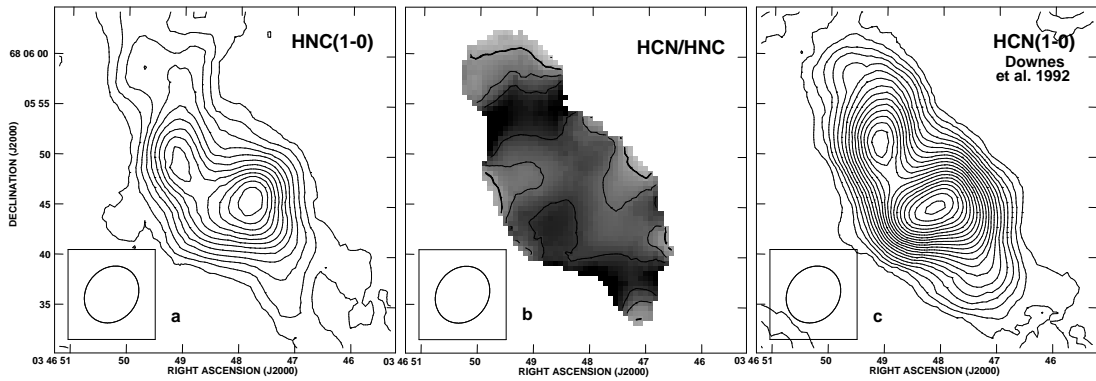 HNC(1-0)
68 06 00
05 55
50
45
40
35
DECLINATION (J2000)
a
03 46 51
50
49
48
47
46
RIGHT ASCENSION (J2000)
HCN/HNC
b
03 46 51
50
49
48
47
46
RIGHT ASCENSION (J2000)
HCN(1-0)
Downes
et al. 1992
c
03 46 51
50
49
48
47
46
RIGHT ASCENSION (J2000)